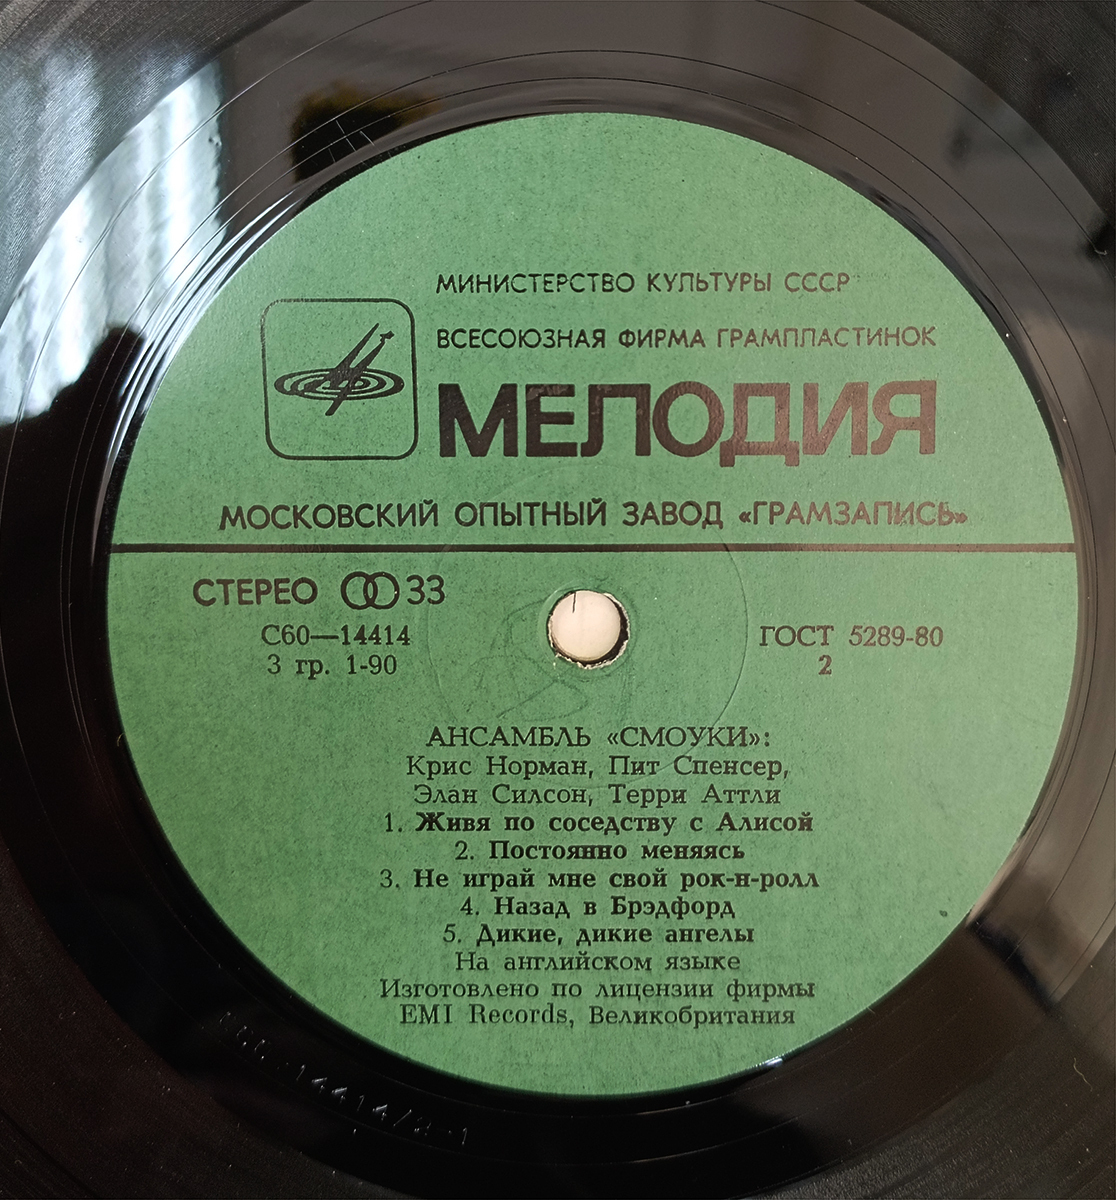 МИНИСТЕРСТВО КУЛЬТУРЫ СССР
ВСЕСОЮЗНАЯ ФИРМА ГРАМПЛАСТИНОК
МЕЛОДИЯ
МОСКОВСКИЙ ОПЫТНЫЙ ЗАВОД «ГРАМЗАПИСЬ»
СТЕРЕО 33
С60—14414
3 гр. 1-90
ГОСТ 5289-80
2
АНСАМБЛЬ «СМОУКИ»:
Крис Норман, Пит Спенсер,
Элан Силсон, Терри Аттли
1. Живя по соседству с Алисой
2. Постоянно меняясь
3. Не играй мне свой рок-н-ролл
4. Назад в Брэдфорд
5. Дикие, дикие ангелы
На английском языке
Изготовлено по лицензии фирмы
EMI Records, Великобритания
14414/2-1